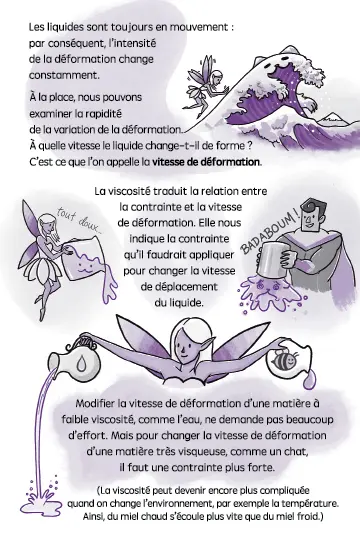 Les liquides sont toujours en mouvement :
par conséquent, l'intensité
de la déformation change
constamment.
À la place, nous pouvons
examiner la rapidité
de la variation de la déformation.
À quelle vitesse le liquide change-t-il de forme ?
C'est ce que l'on appelle la vitesse de déformation.
La viscosité traduit la relation entre
la contrainte et la vitesse
de déformation. Elle nous
indique la contrainte
qu'il faudrait appliquer
pour changer la vitesse
de déplacement
du liquide.
tout doux...
BADABOUM !
Modifier la vitesse de déformation d'une matière à
faible viscosité, comme l'eau, ne demande pas beaucoup
d'effort. Mais pour changer la vitesse de déformation
d'une matière très visqueuse, comme un chat,
il faut une contrainte plus forte.
(La viscosité peut devenir encore plus compliquée
quand on change l'environnement, par exemple la température.
Ainsi, du miel chaud s'écoule plus vite que du miel froid.)